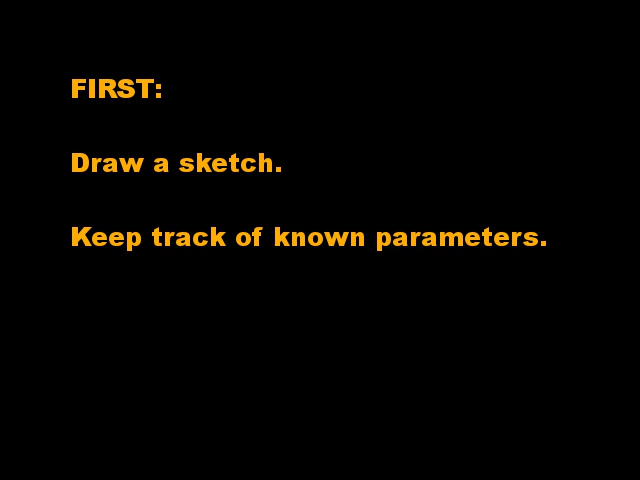 FIRST:
Draw a sketch.
Keep track of known parameters.